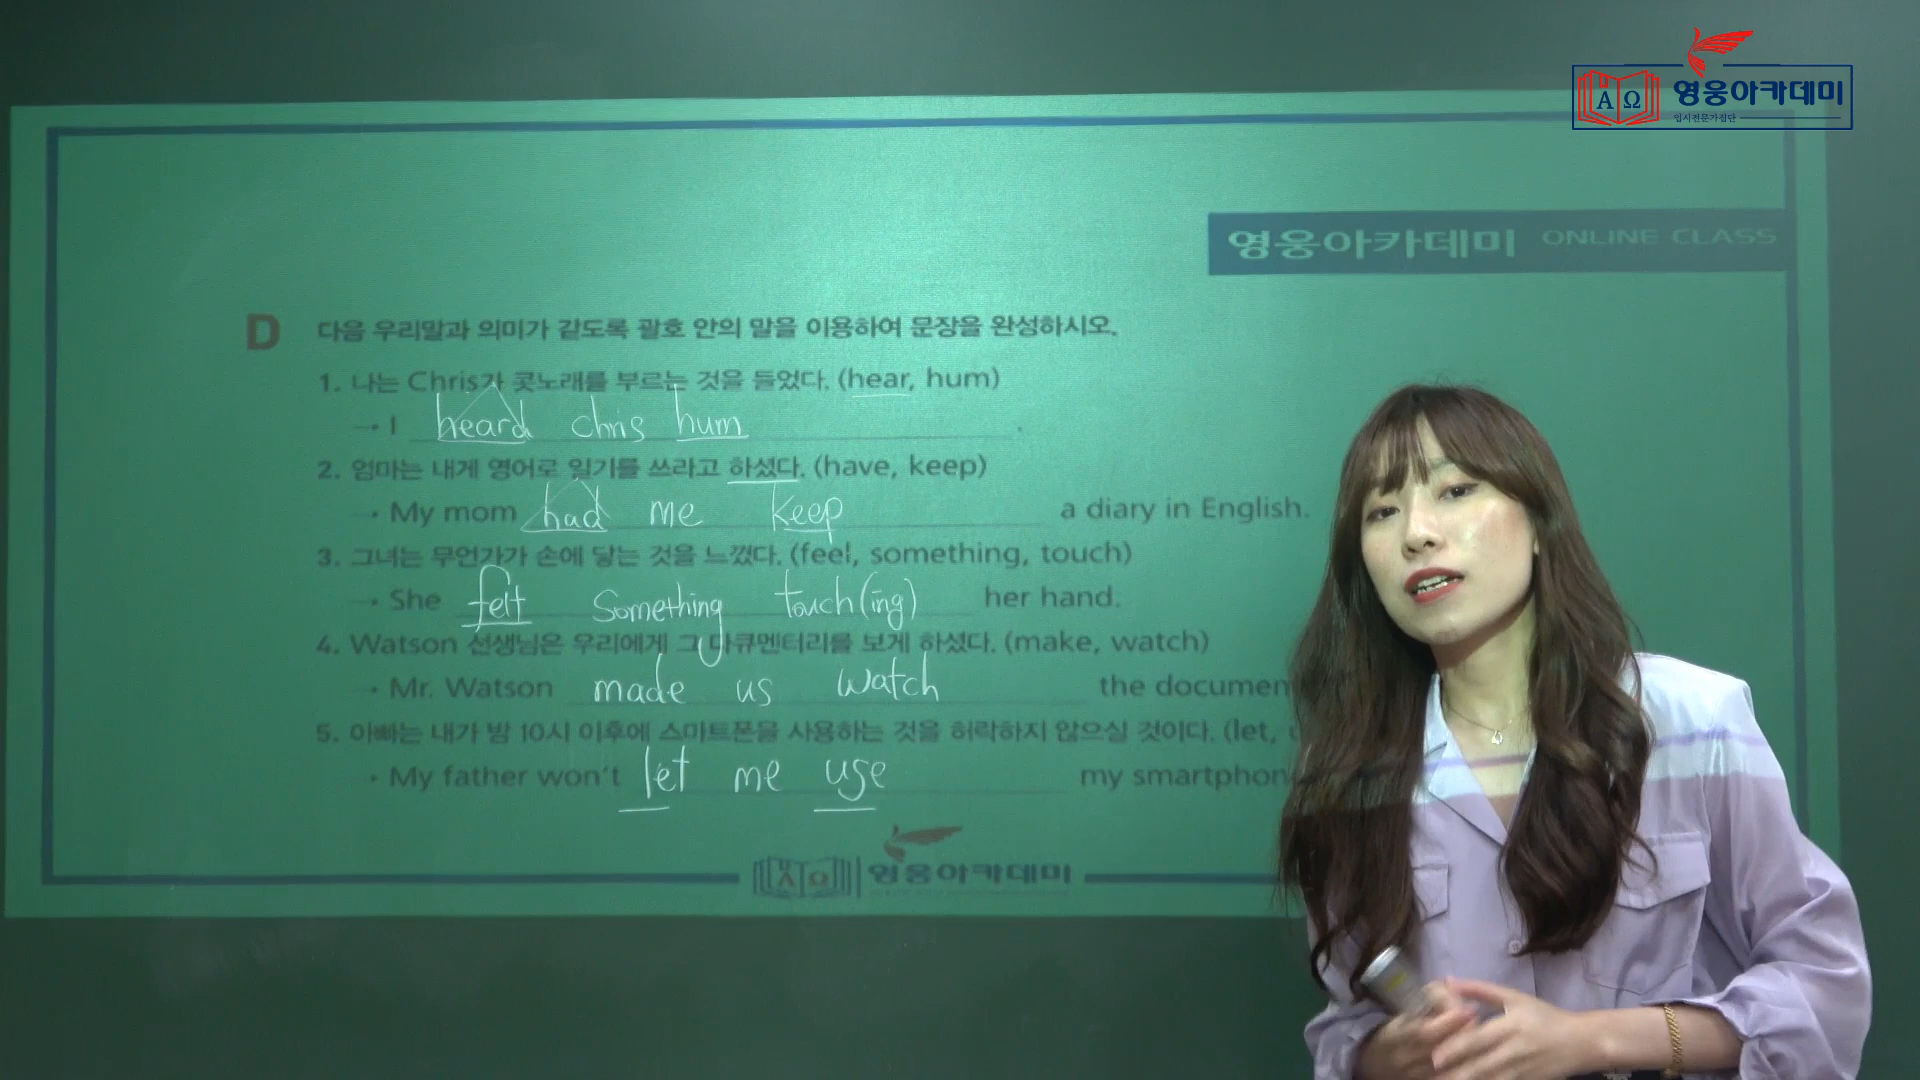 ΑΩ 영웅아카데미
입시전문가집단
영웅아카데미 ONLINE CLASS
D 다음 우리말과 의미가 같도록 괄호 안의 말을 이용하여 문장을 완성하시오.
1. 나는 Chris가 콧노래를 부르는 것을 들었다. (hear, hum)
→ I heard chris hum .
2. 엄마는 내게 영어로 일기를 쓰라고 하셨다. (have, keep)
→ My mom had me keep a diary in English.
3. 그녀는 무언가가 손에 닿는 것을 느꼈다. (feel, something, touch)
→ She felt something touch(ing) her hand.
4. Watson 선생님은 우리에게 그 다큐멘터리를 보게 하셨다. (make, watch)
→ Mr. Watson made us watch the documen
5. 아빠는 내가 밤 10시 이후에 스마트폰을 사용하는 것을 허락하지 않으실 것이다. (let,
→ My father won't let me use my smartphon
ΑΩ 영웅아카데미